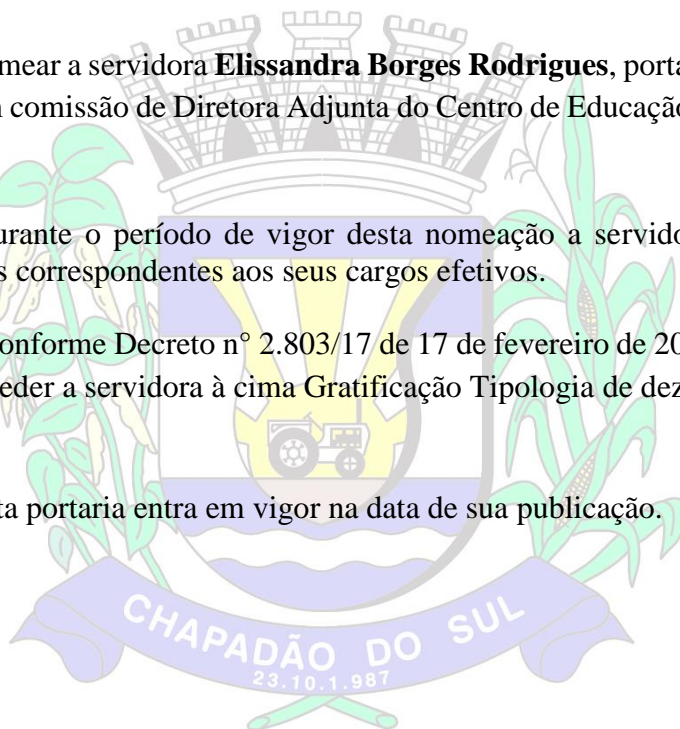 mear a servidora Elissandra Borges Rodrigues, porta
comissão de Diretora Adjunta do Centro de Educação
urante o período de vigor desta nomeação a servido
s correspondentes aos seus cargos efetivos.
onforme Decreto n° 2.803/17 de 17 de fevereiro de 20
eder a servidora à cima Gratificação Tipologia de dez
ta portaria entra em vigor na data de sua publicação.
CHAPADÃO DO SUL
23.10.1.987